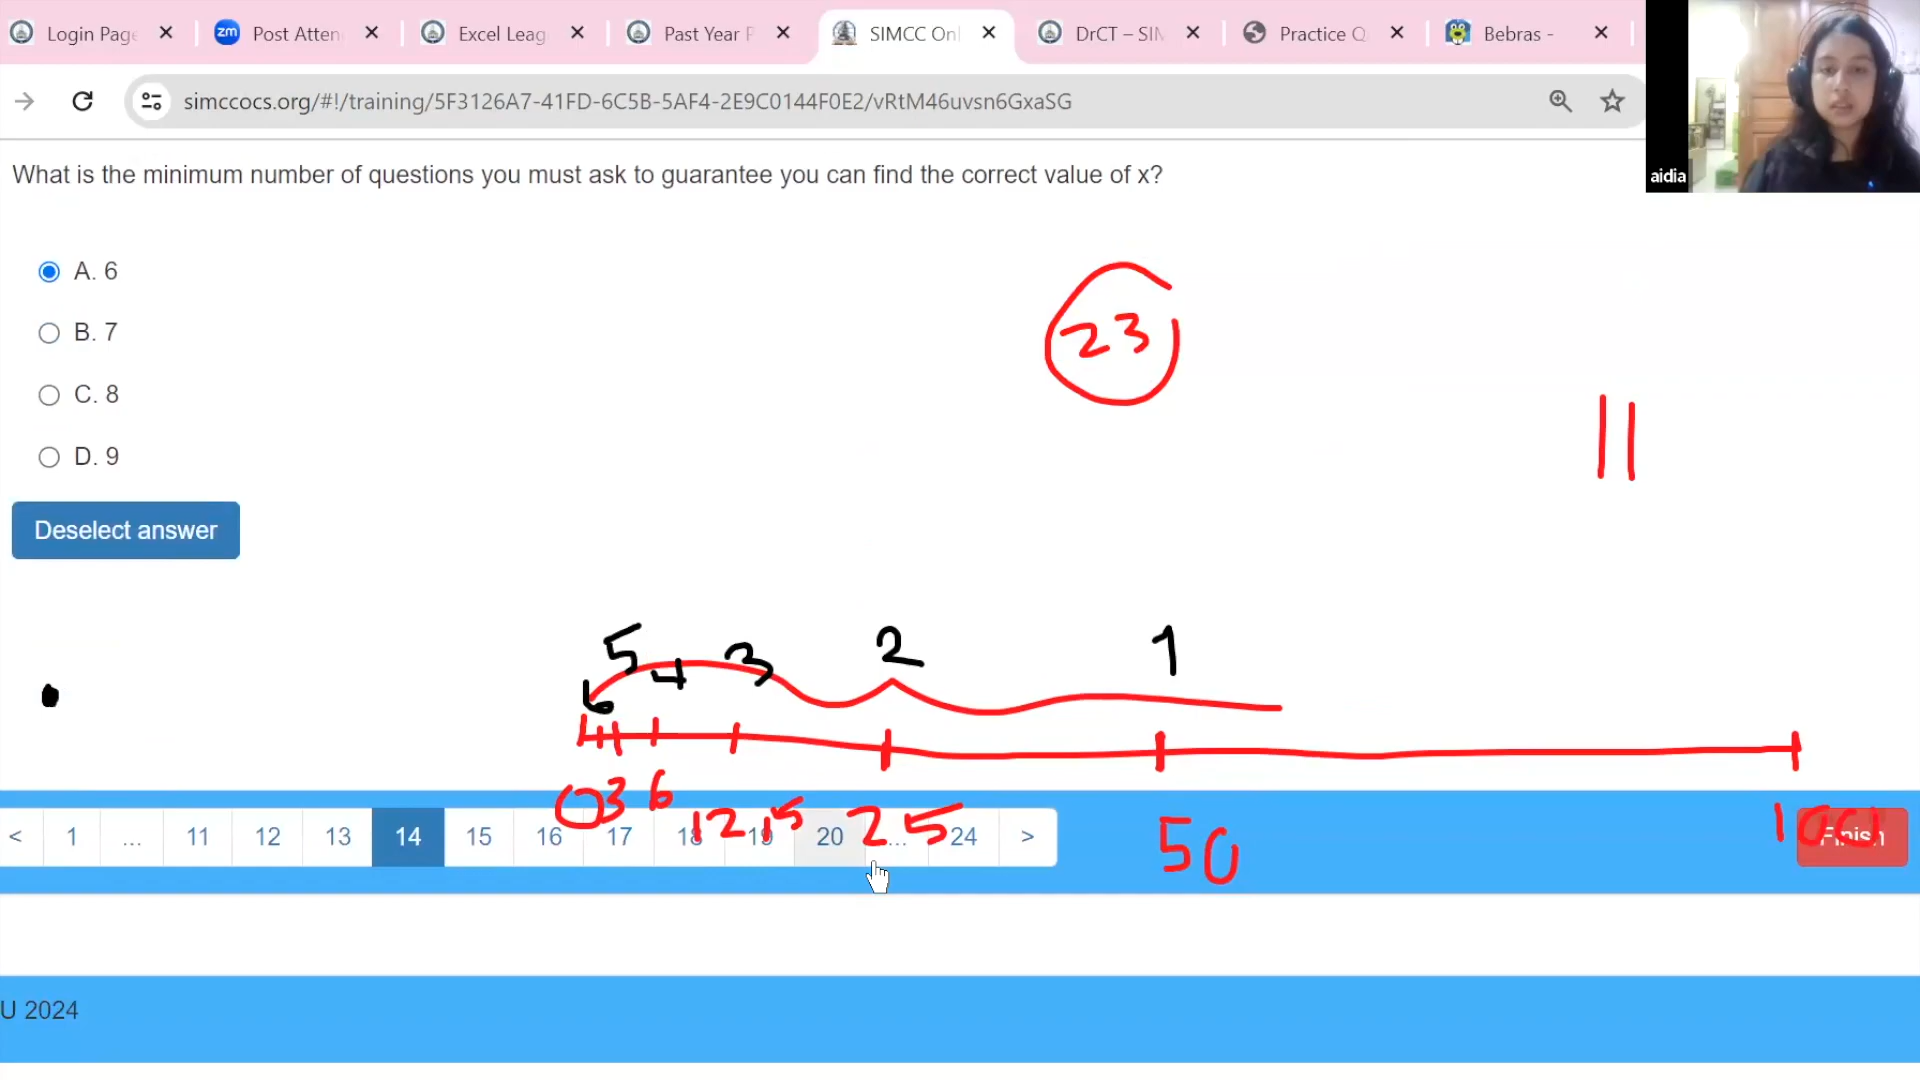 Login Page Post Atten Excel Leag Past Year P SIMCC Onl DrCT – SIM Practice Q Bebras -
simccocs.org/#!/training/5F3126A7-41FD-6C5B-5AF4-2E9C0144F0E2/vRtM46uvsn6GxaSG
aidia
What is the minimum number of questions you must ask to guarantee you can find the correct value of x?
A. 6
B. 7
C. 8
D. 9
23
Deselect answer
6 5 4 3 2 1
0 3 6 12 15 25 50 100
< 1 ... 11 12 13 14 15 16 17 18 19 20 ... 24 > Finish
U 2024